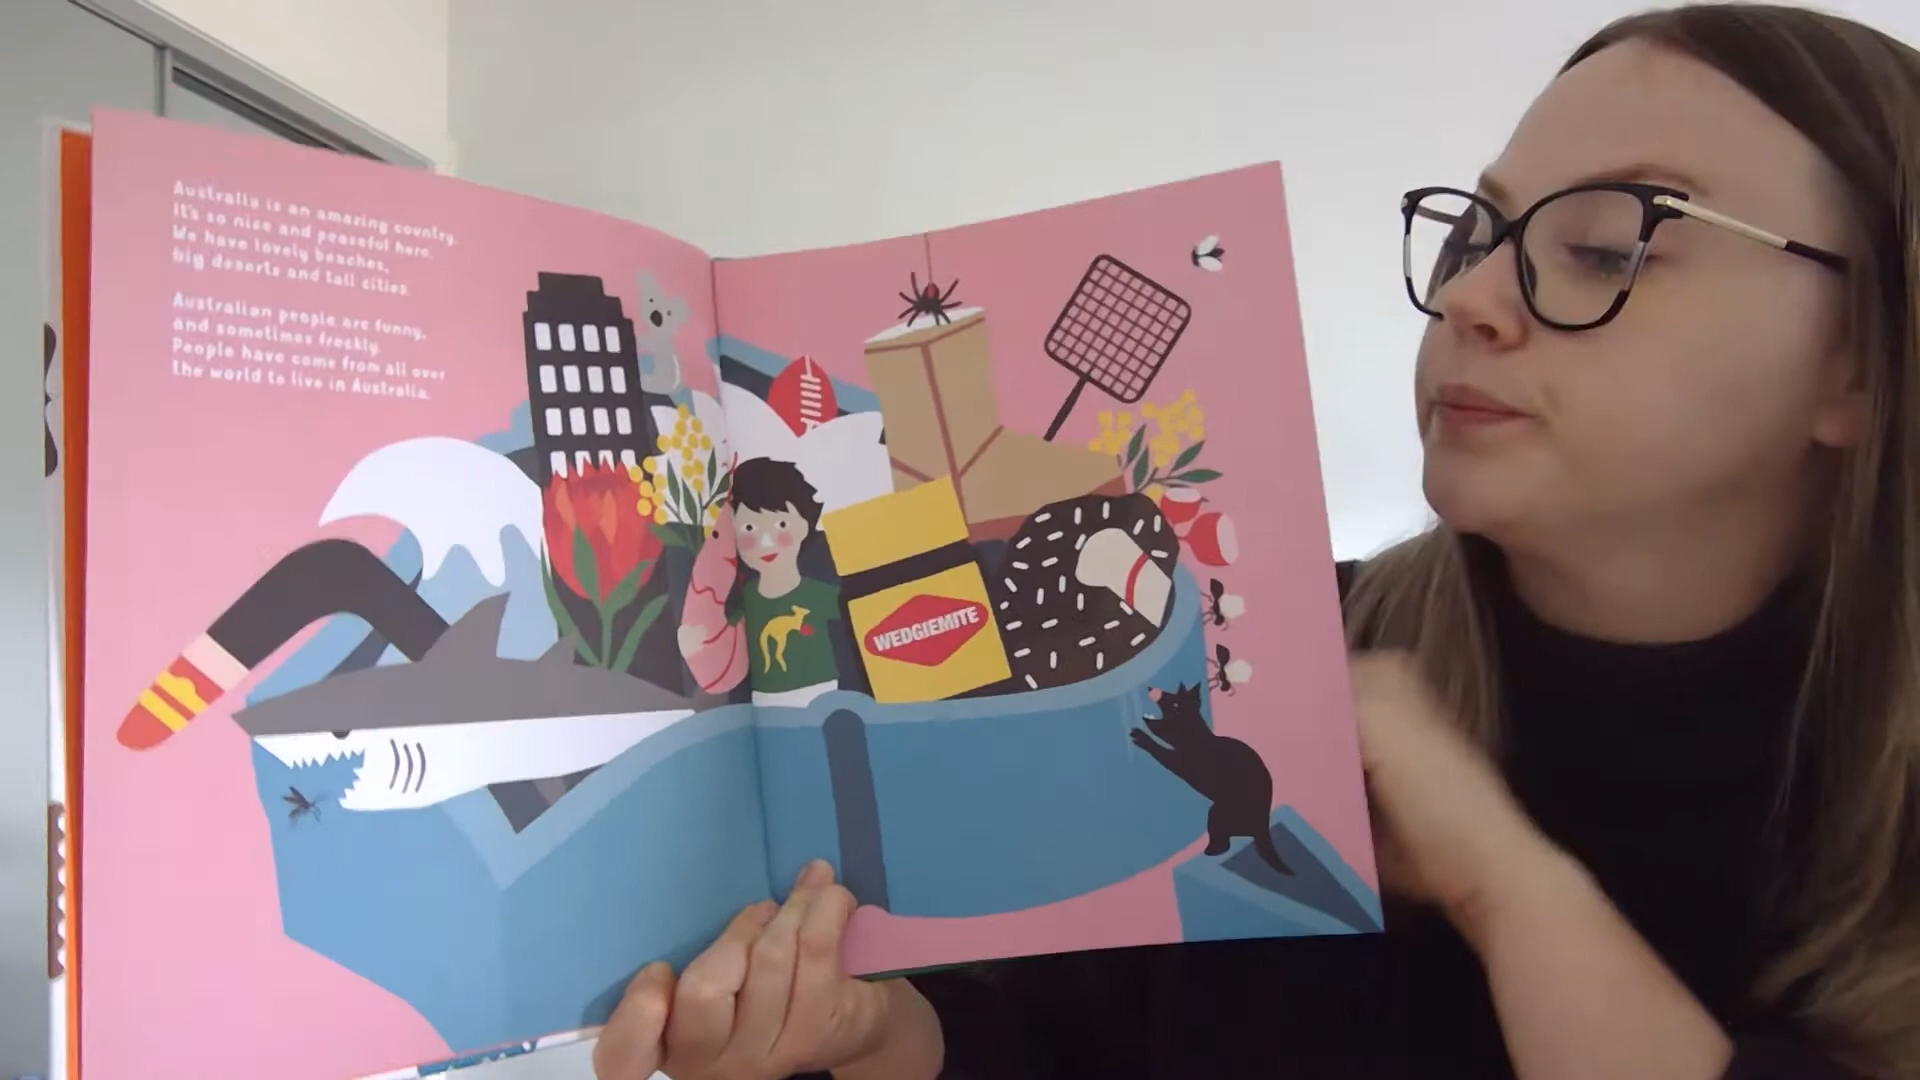 Australia is an amazing country.
It's so nice and peaceful here.
We have lovely beaches,
big deserts and tall cities.
Australian people are funny,
and sometimes freckly.
People have come from all over
the world to live in Australia.
WEDGIEMITE